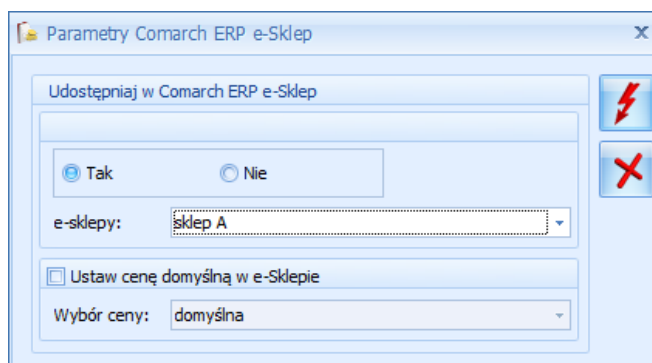 Parametry Comarch ERP e-Sklep
Udostępniaj w Comarch ERP e-Sklep
Tak Nie
e-sklepy: sklep A
Ustaw cenę domyślną w e-Sklepie
Wybór ceny: domyślna